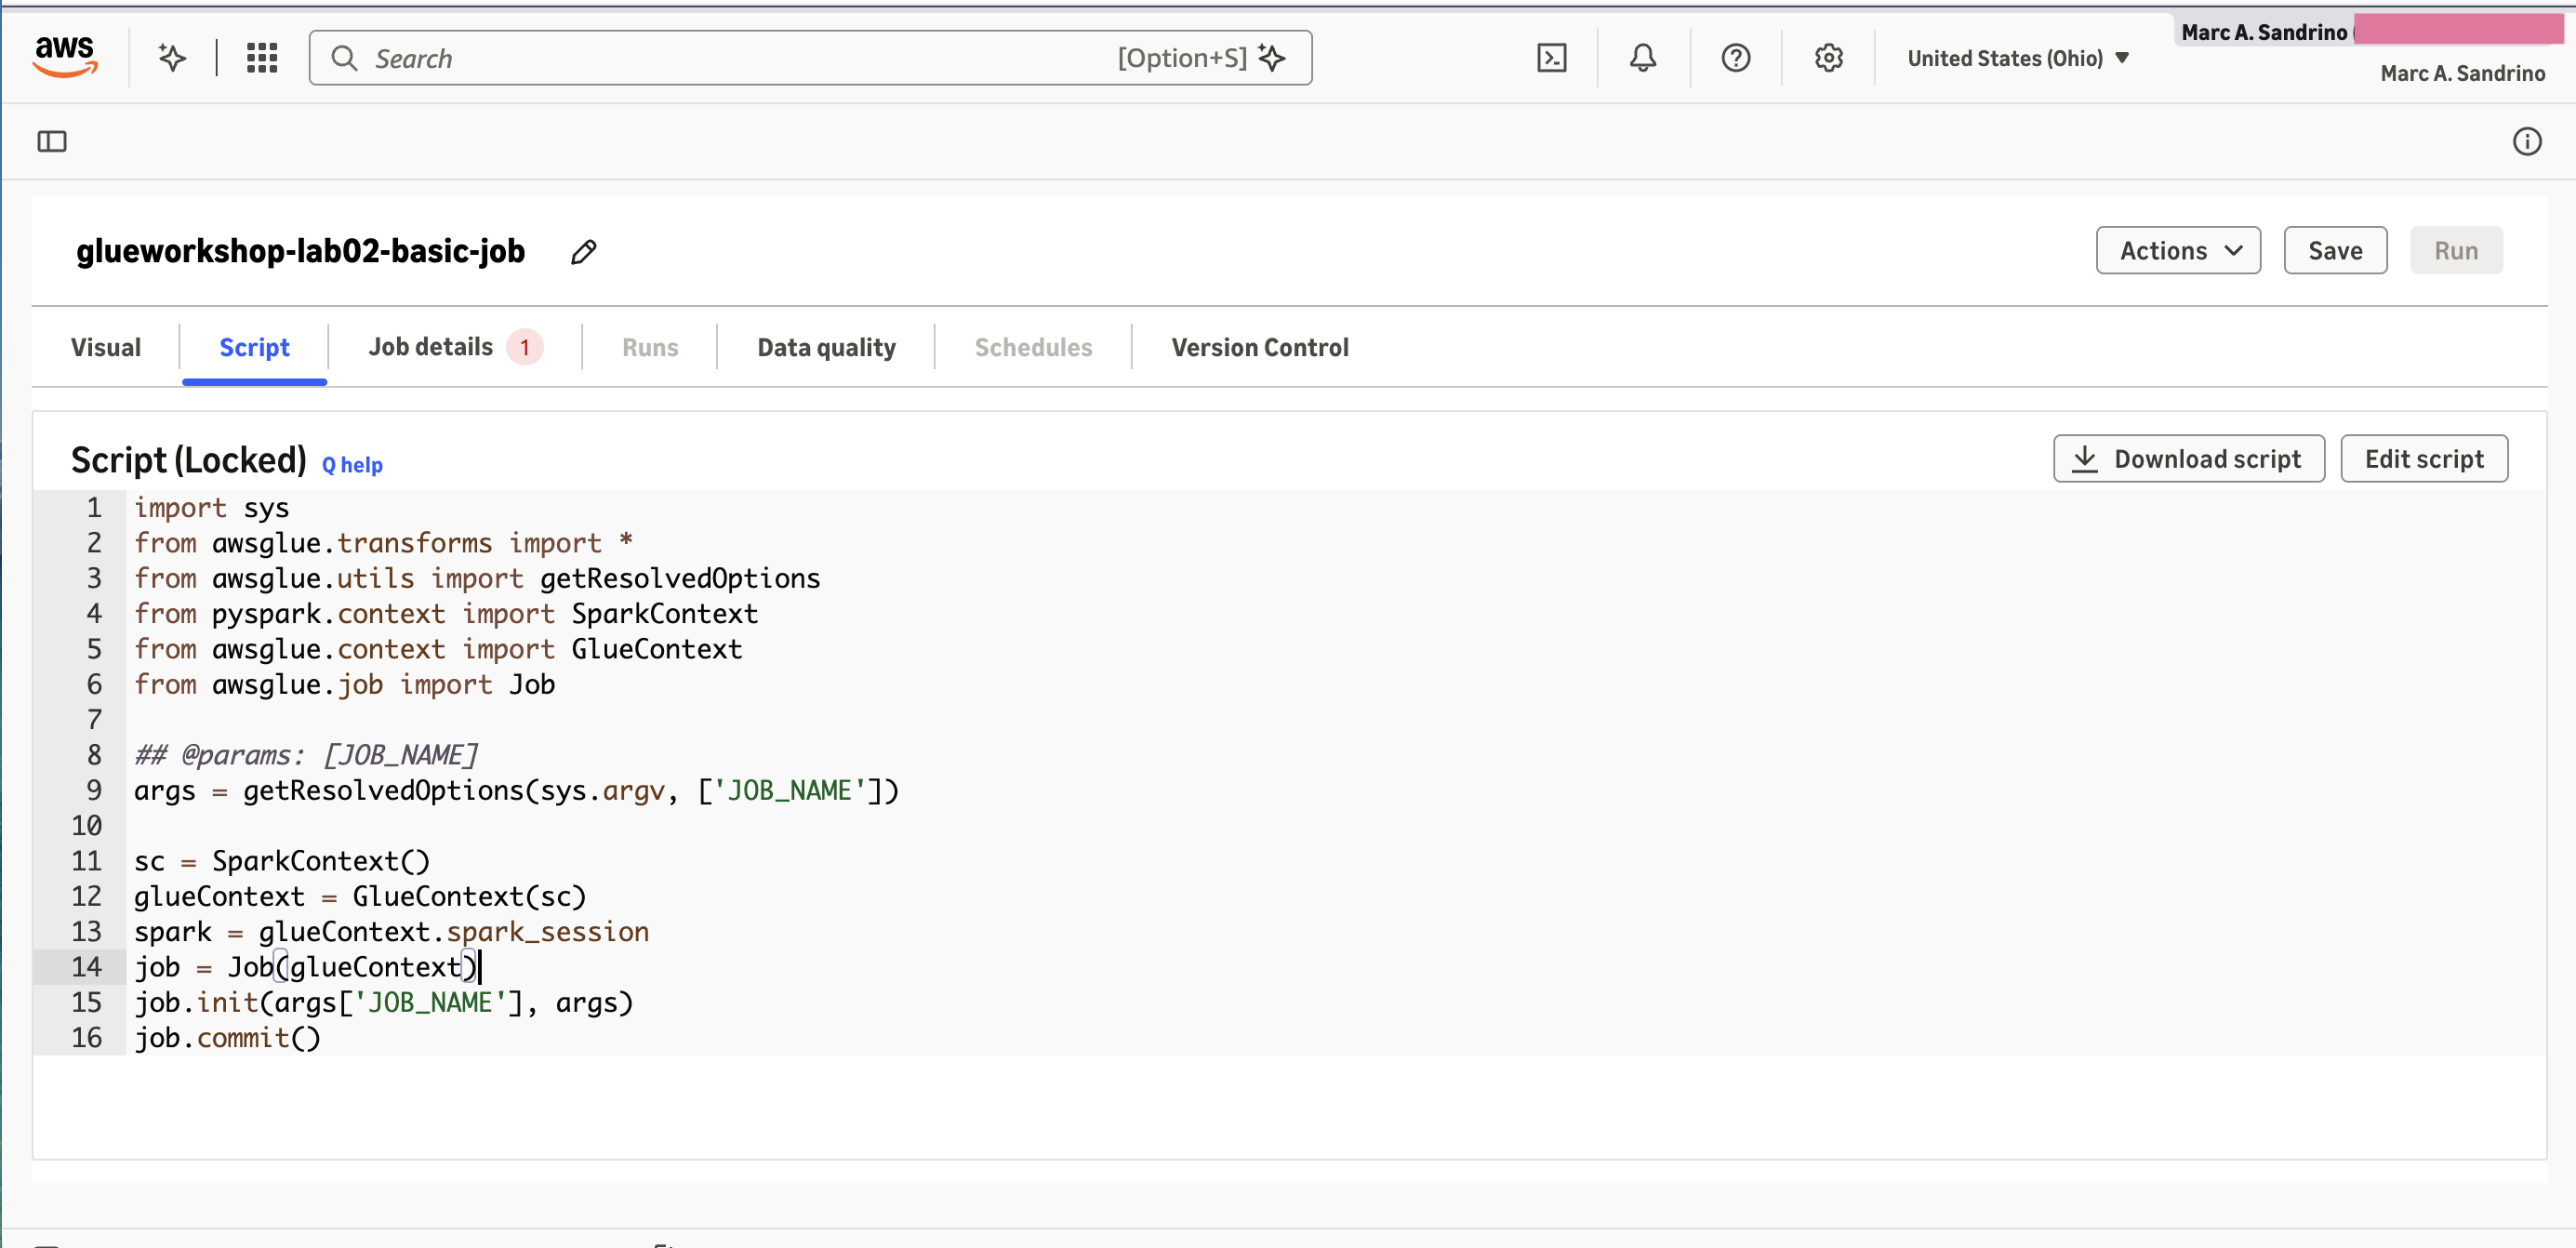 aws
Search [Option+S]
United States (Ohio)
Marc A. Sandrino
Marc A. Sandrino
glueworkshop-lab02-basic-job
Actions Save Run
Visual Script Job details 1 Runs Data quality Schedules Version Control
Script (Locked) Q help Download script Edit script
1 import sys
2 from awsglue.transforms import *
3 from awsglue.utils import getResolvedOptions
4 from pyspark.context import SparkContext
5 from awsglue.context import GlueContext
6 from awsglue.job import Job
7
8 ## @params: [JOB_NAME]
9 args = getResolvedOptions(sys.argv, ['JOB_NAME'])
10
11 sc = SparkContext()
12 glueContext = GlueContext(sc)
13 spark = glueContext.spark_session
14 job = Job(glueContext)
15 job.init(args['JOB_NAME'], args)
16 job.commit()